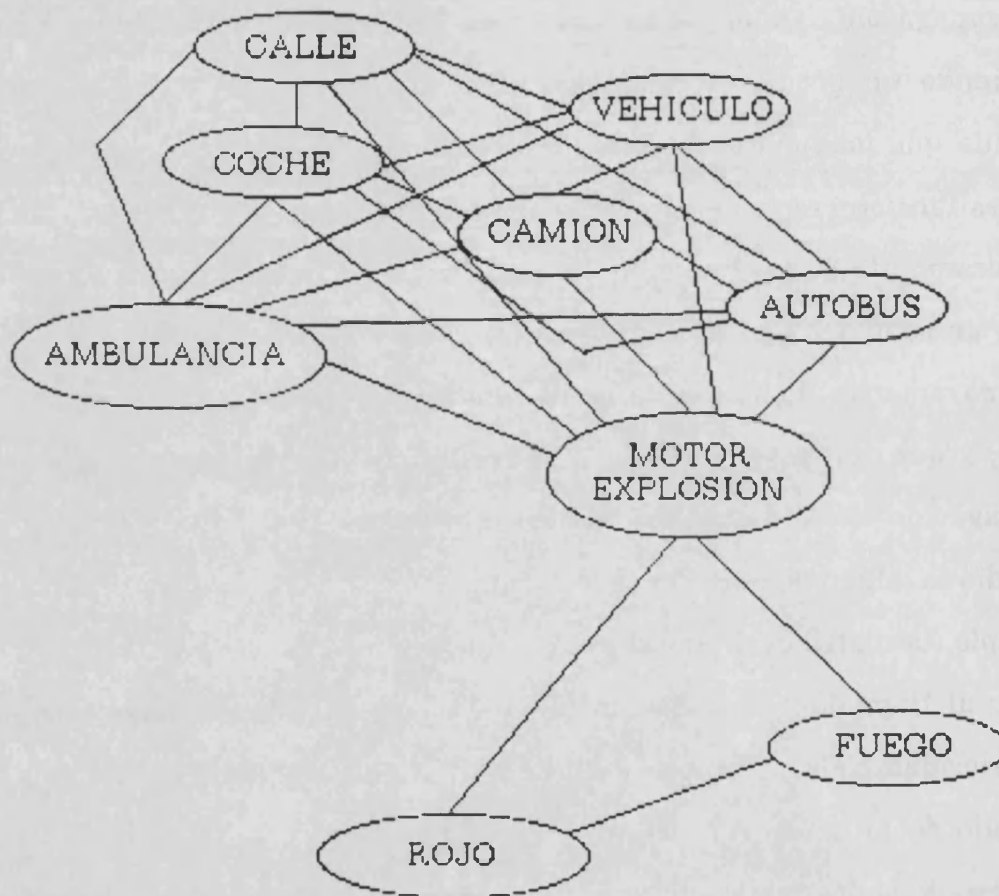 CALLE
VEHICULO
COCHE
CAMION
AUTOBUS
AMBULANCIA
MOTOR
EXPLOSION
FUEGO
ROJO